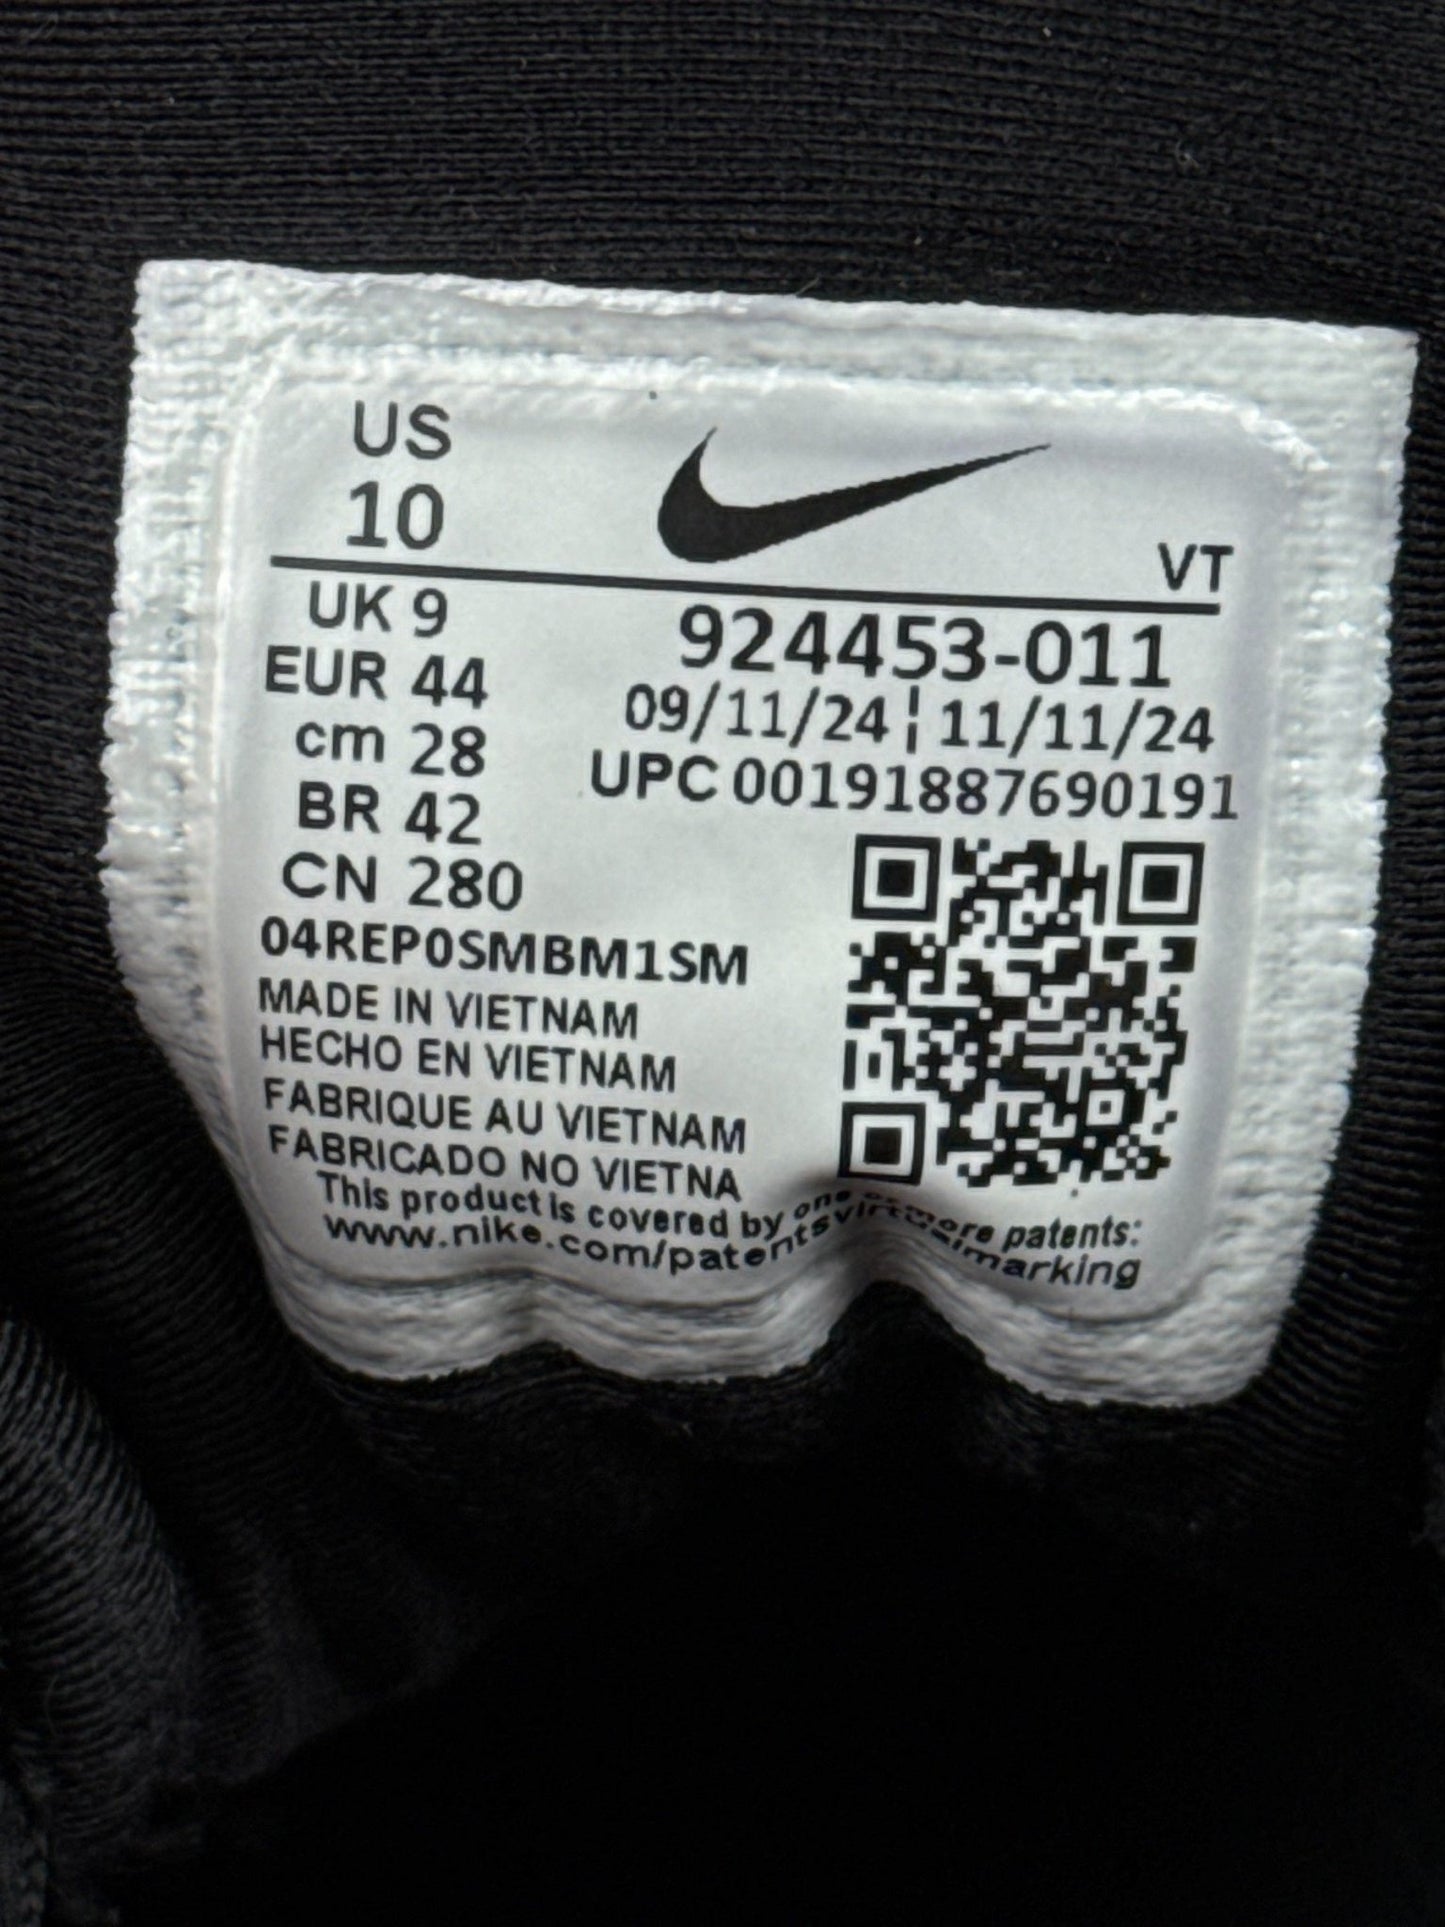 US
10
VT
UK 9
EUR 44
cm 28
BR 42
CN 280
924453-011
09/11/24 ¦ 11/11/24
UPC 00191887690191
04REP0SMBM1SM
MADE IN VIETNAM
HECHO EN VIETNAM
FABRIQUE AU VIETNAM
FABRICADO NO VIETNA
This product is covered by one or more patents:
www.nike.com/patentsvirtualmarking